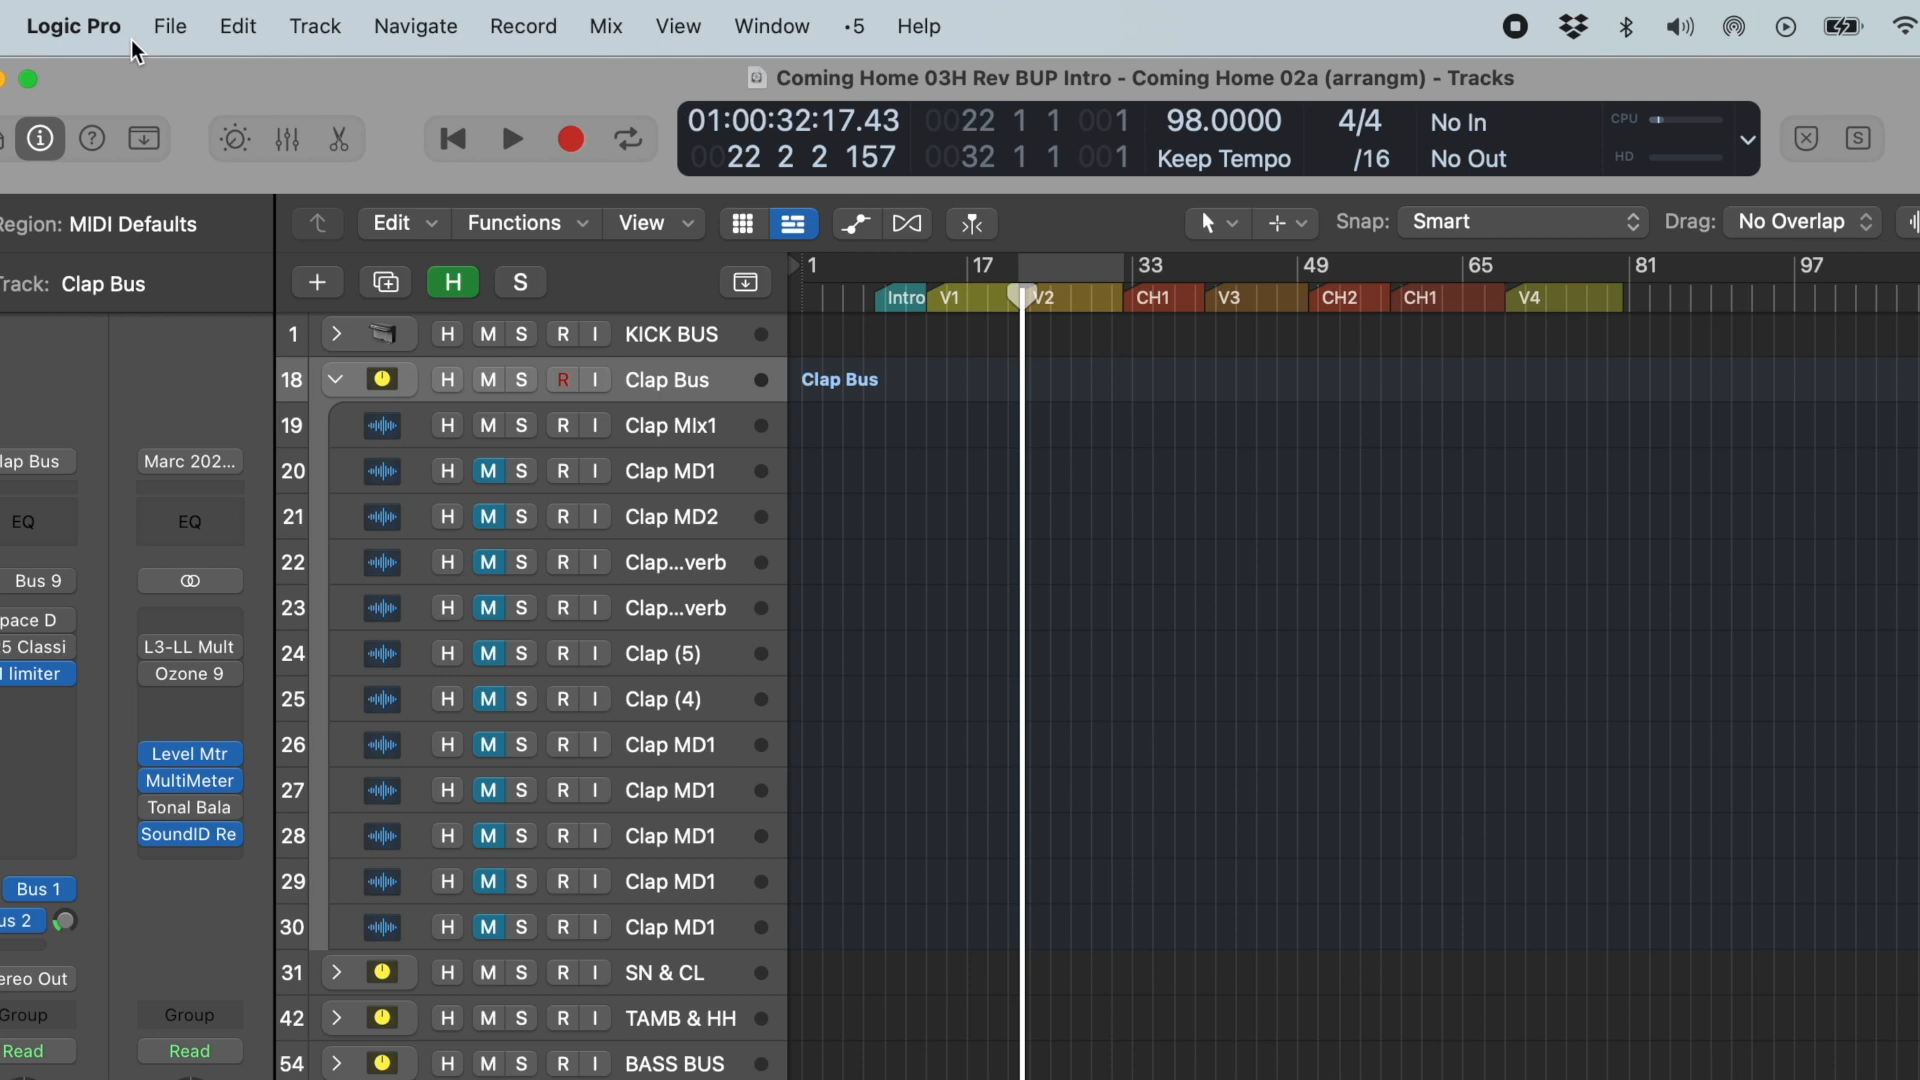 Logic Pro File Edit Track Navigate Record Mix View Window ·5 Help
Coming Home 03H Rev BUP Intro - Coming Home 02a (arrangm) - Tracks
01:00:32:17.43 0022 1 1 001 98.0000 4/4 No In CPU
0022 2 2 157 0032 1 1 001 Keep Tempo /16 No Out HD
S
Region: MIDI Defaults
Edit Functions View Snap: Smart Drag: No Overlap
Track: Clap Bus
H S
1 17 33 49 65 81 97
Intro V1 V2 CH1 V3 CH2 CH1 V4
1 H M S R I KICK BUS
18 H M S R I Clap Bus
Clap Bus
19 H M S R I Clap MIx1
20 H M S R I Clap MD1
21 H M S R I Clap MD2
22 H M S R I Clap...verb
23 H M S R I Clap...verb
24 H M S R I Clap (5)
25 H M S R I Clap (4)
26 H M S R I Clap MD1
27 H M S R I Clap MD1
28 H M S R I Clap MD1
29 H M S R I Clap MD1
30 H M S R I Clap MD1
31 H M S R I SN & CL
42 H M S R I TAMB & HH
54 H M S R I BASS BUS
lap Bus
EQ
Bus 9
pace D
5 Classi
l limiter
Bus 1
us 2
ereo Out
Group
Read
Marc 202...
EQ
L3-LL Mult
Ozone 9
Level Mtr
MultiMeter
Tonal Bala
SoundID Re
Group
Read